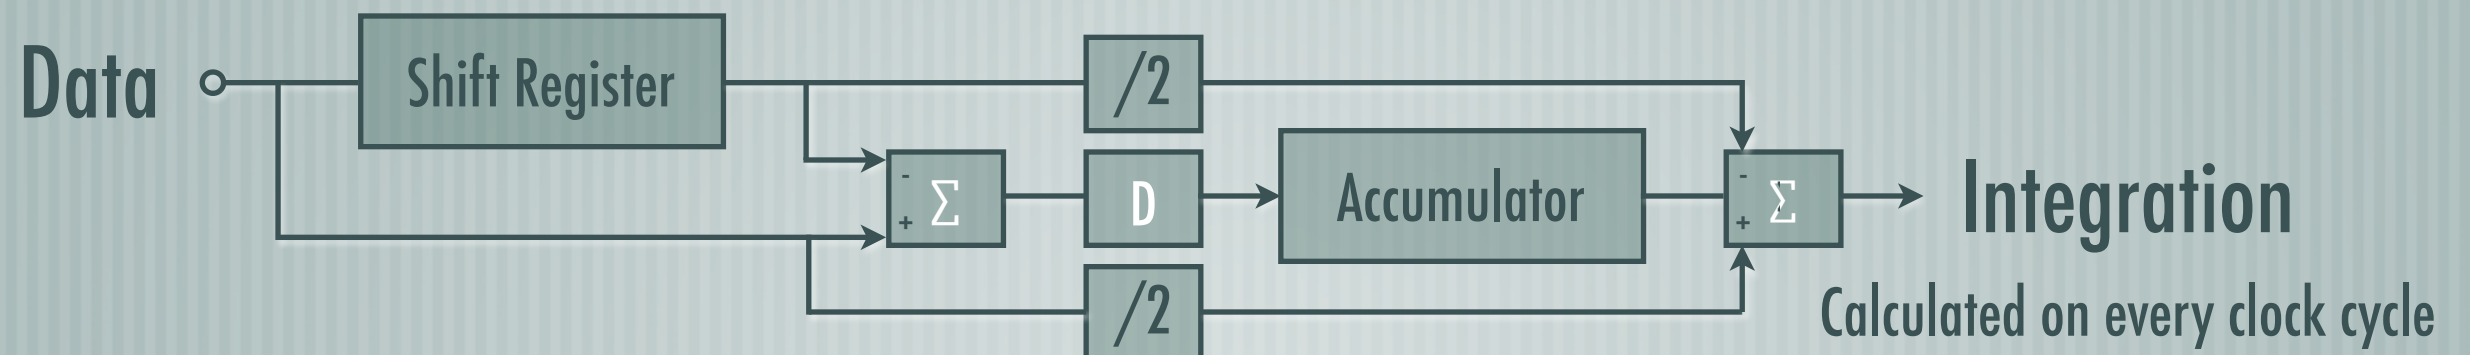 Data
Shift Register
/2
-
+
Σ
D
Accumulator
-
+
Σ
Integration
/2
Calculated on every clock cycle